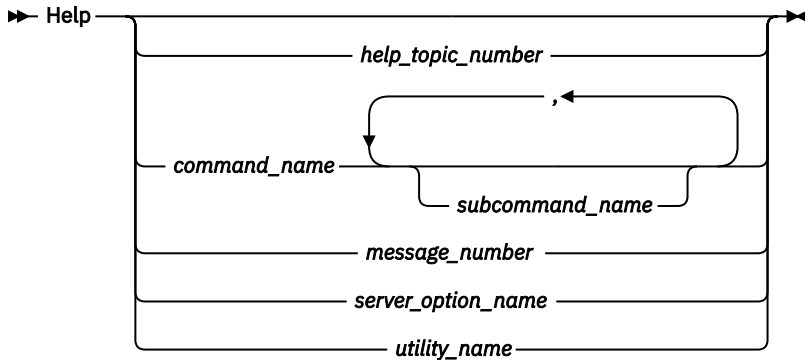 Help
help_topic_number
,
command_name
subcommand_name
message_number
server_option_name
utility_name